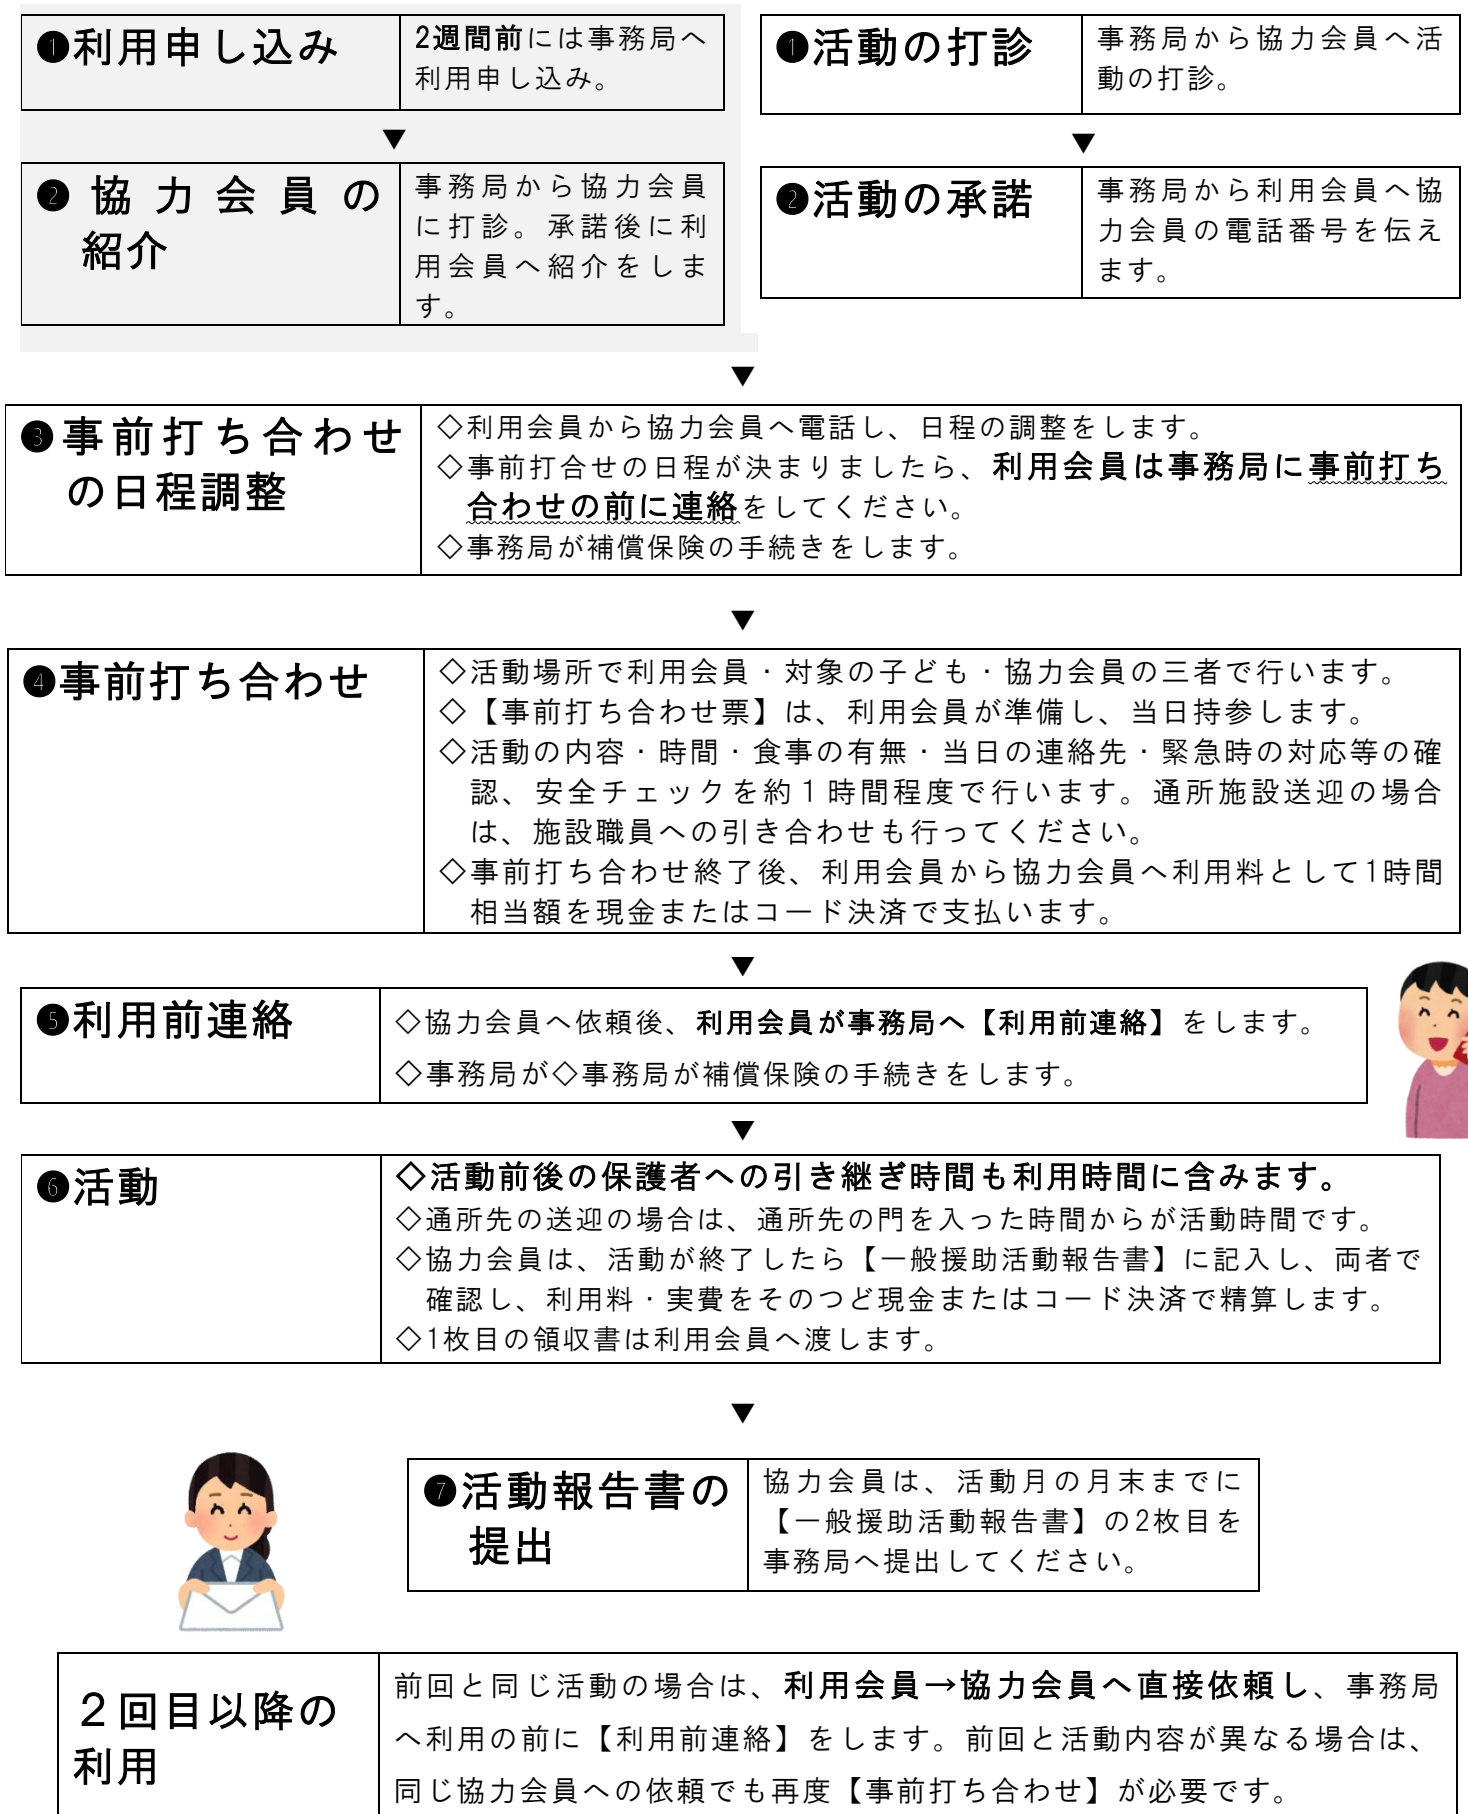 ❶利用申し込み
2週間前には事務局へ
利用申し込み。
▼
❷協力会員の
紹介
事務局から協力会員
に打診。承諾後に利
用会員へ紹介をしま
す。
❶活動の打診
事務局から協力会員へ活
動の打診。
▼
❷活動の承諾
事務局から利用会員へ協
力会員の電話番号を伝え
ます。
▼
❸事前打ち合わせ
の日程調整
◇利用会員から協力会員へ電話し、日程の調整をします。
◇事前打合せの日程が決まりましたら、利用会員は事務局に事前打ち
合わせの前に連絡をしてください。
◇事務局が補償保険の手続きをします。
▼
❹事前打ち合わせ
◇活動場所で利用会員・対象の子ども・協力会員の三者で行います。
◇【事前打ち合わせ票】は、利用会員が準備し、当日持参します。
◇活動の内容・時間・食事の有無・当日の連絡先・緊急時の対応等の確
認、安全チェックを約１時間程度で行います。通所施設送迎の場合
は、施設職員への引き合わせも行ってください。
◇事前打ち合わせ終了後、利用会員から協力会員へ利用料として1時間
相当額を現金またはコード決済で支払います。
▼
❺利用前連絡
◇協力会員へ依頼後、利用会員が事務局へ【利用前連絡】をします。
◇事務局が◇事務局が補償保険の手続きをします。
▼
❻活動
◇活動前後の保護者への引き継ぎ時間も利用時間に含みます。
◇通所先の送迎の場合は、通所先の門を入った時間からが活動時間です。
◇協力会員は、活動が終了したら【一般援助活動報告書】に記入し、両者で
確認し、利用料・実費をそのつど現金またはコード決済で精算します。
◇1枚目の領収書は利用会員へ渡します。
▼
❼活動報告書の
提出
協力会員は、活動月の月末までに
【一般援助活動報告書】の2枚目を
事務局へ提出してください。
２回目以降の
利用
前回と同じ活動の場合は、利用会員→協力会員へ直接依頼し、事務局
へ利用の前に【利用前連絡】をします。前回と活動内容が異なる場合は、
同じ協力会員への依頼でも再度【事前打ち合わせ】が必要です。